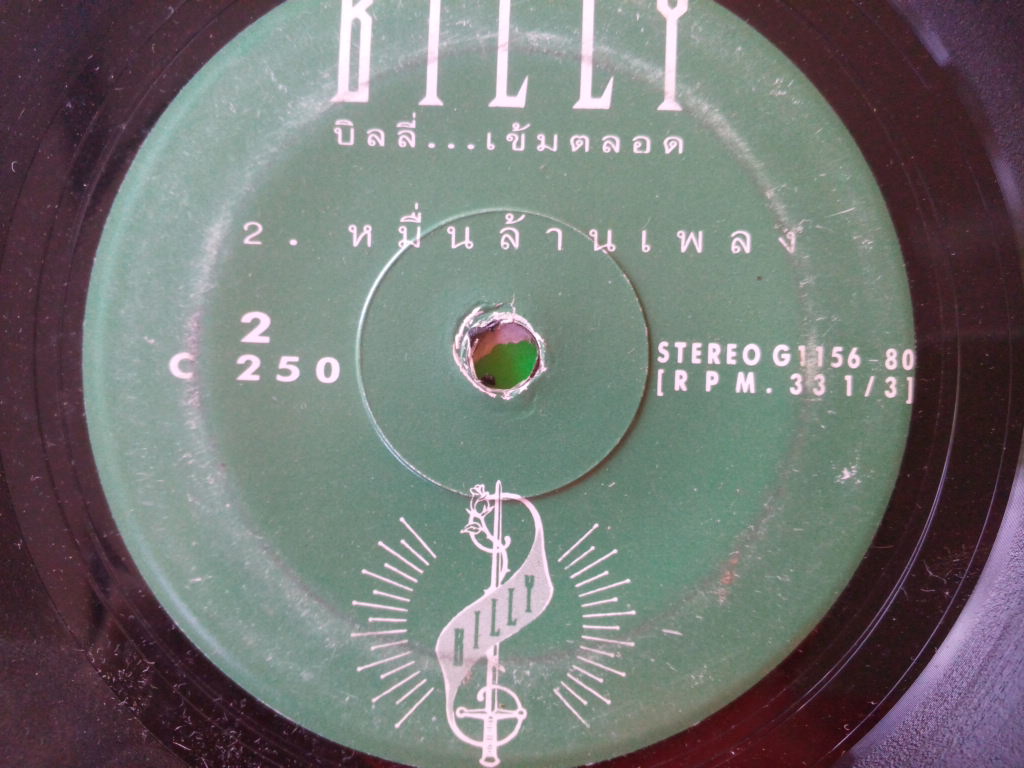 BILLY
บิลลี่...เข้มตลอด
2. หมื่นล้านเพลง
2
C 250
STEREO G1156-80
[RPM. 33 1/3]
BILLY